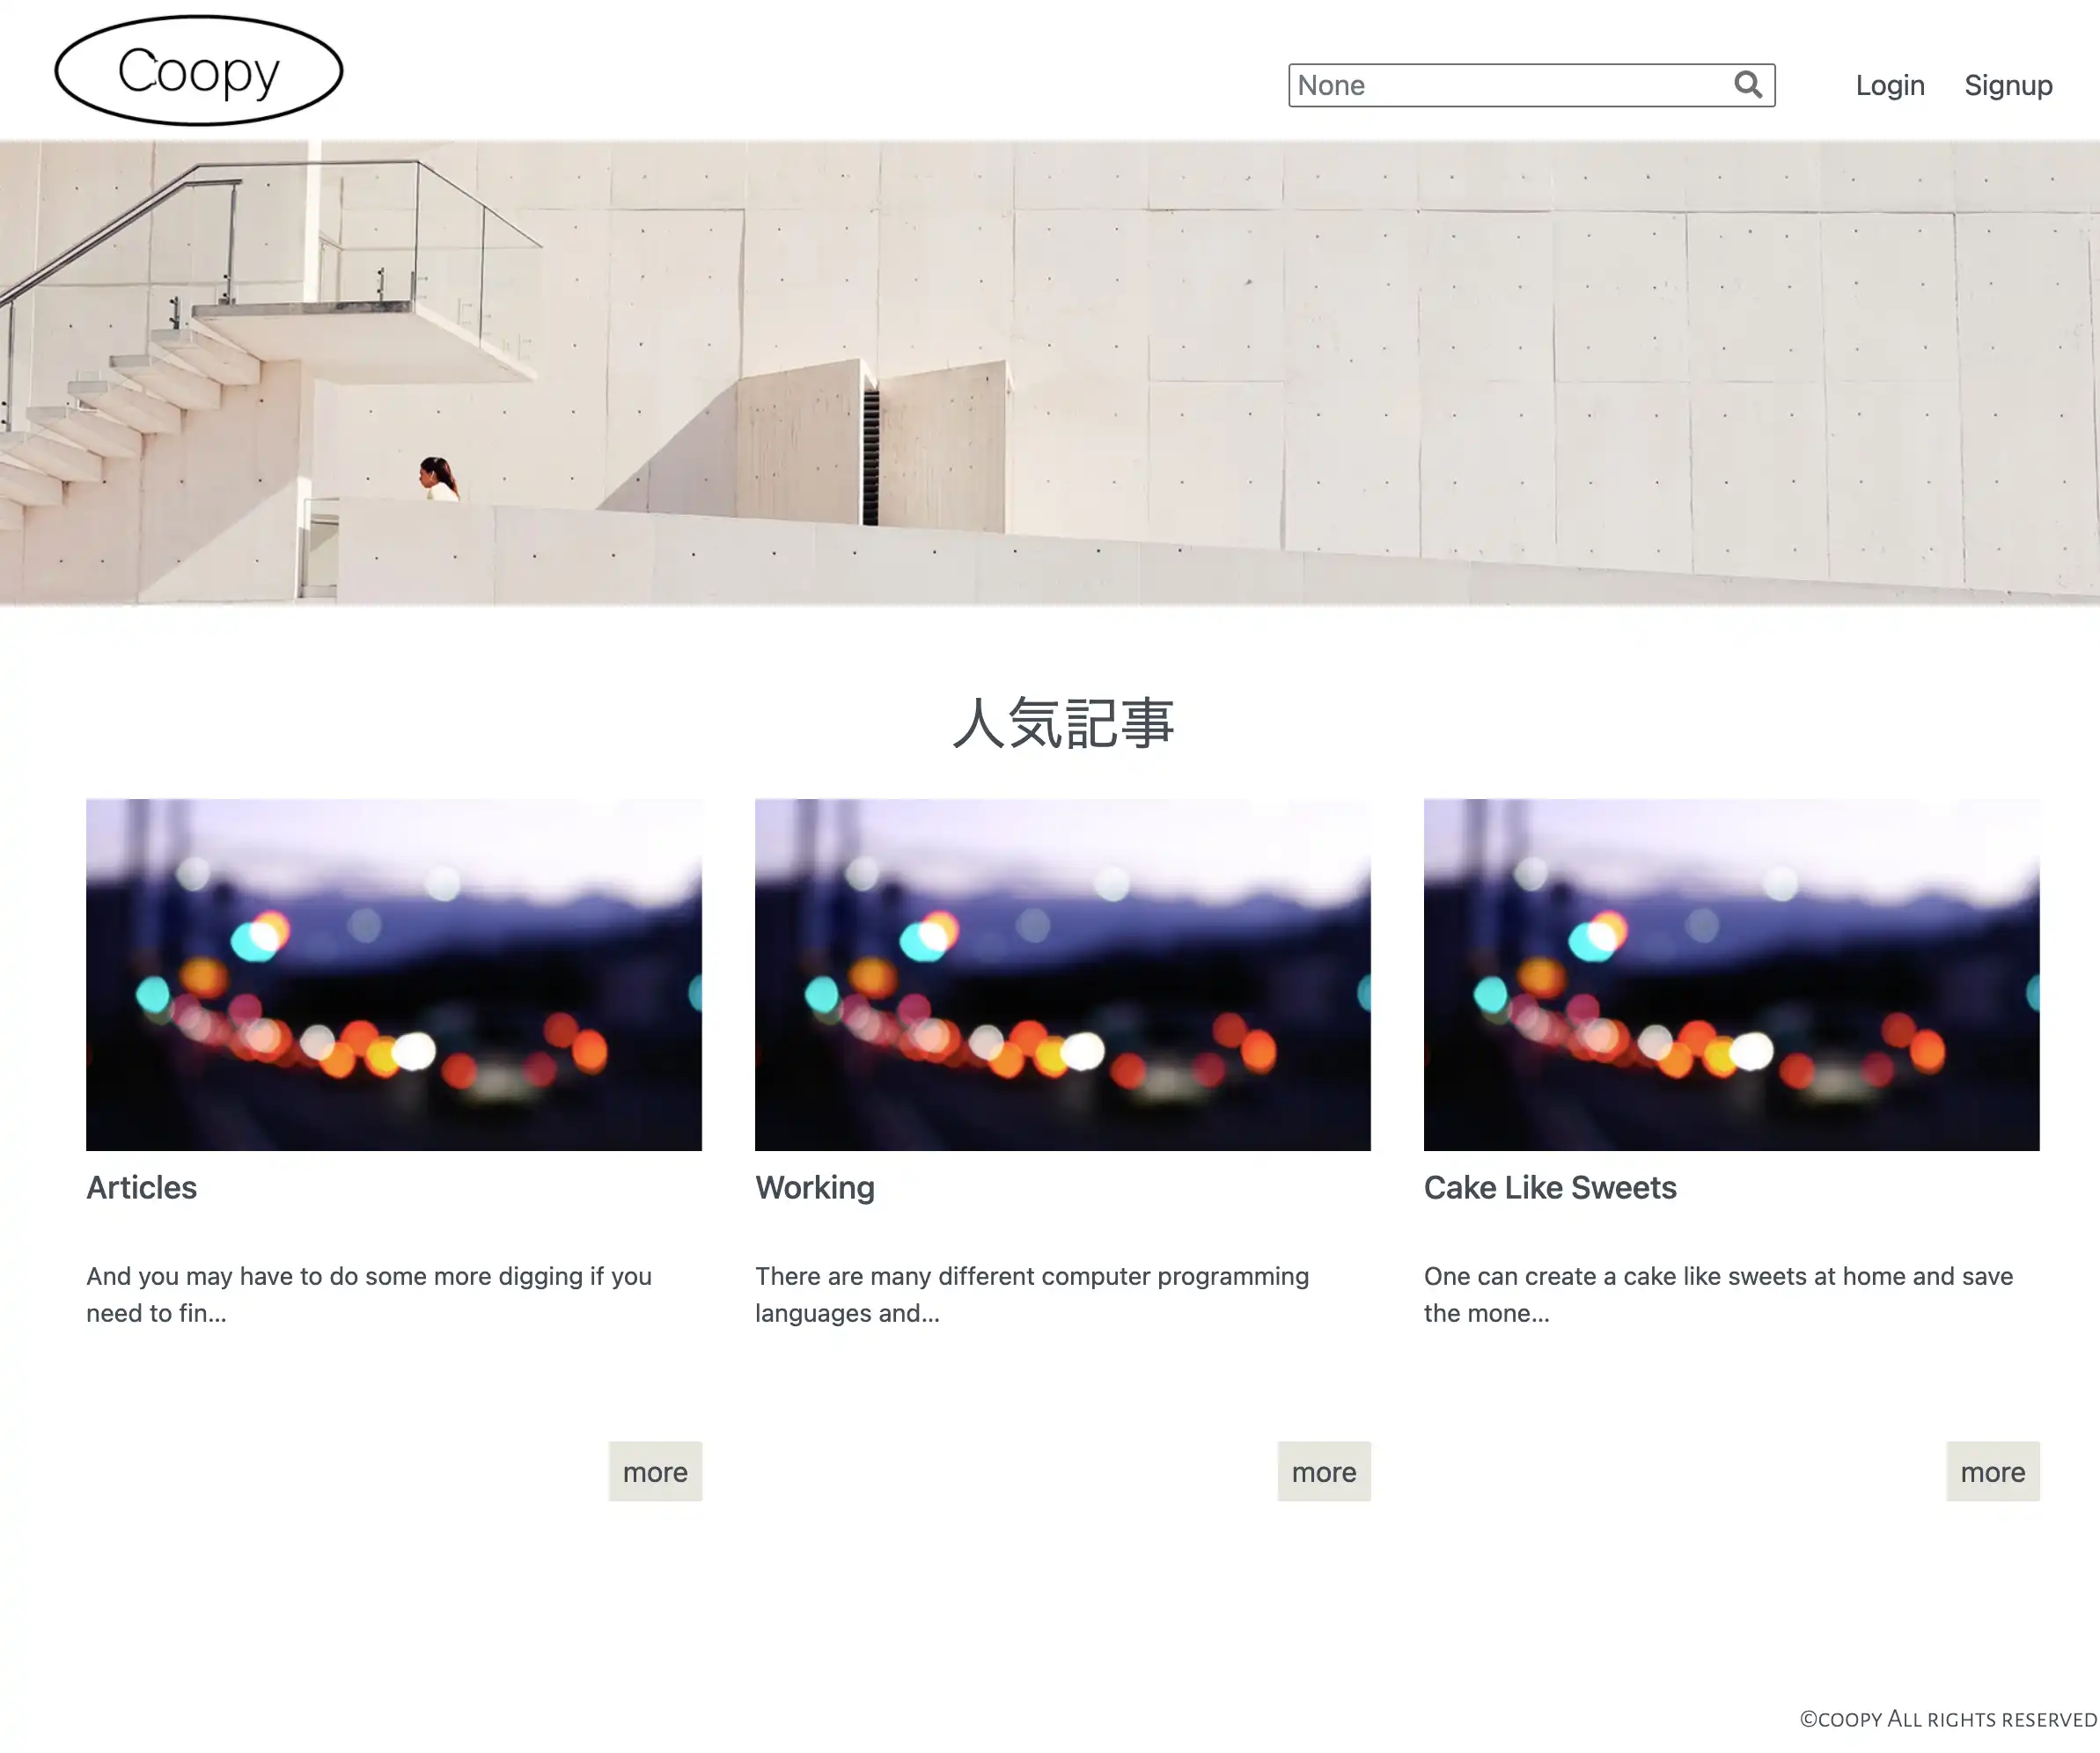 Coopy
None
Login
Signup
人気記事
Articles
And you may have to do some more digging if you
need to fin...
more
Working
There are many different computer programming
languages and...
more
Cake Like Sweets
One can create a cake like sweets at home and save
the mone...
more
©coopy All rights reserved